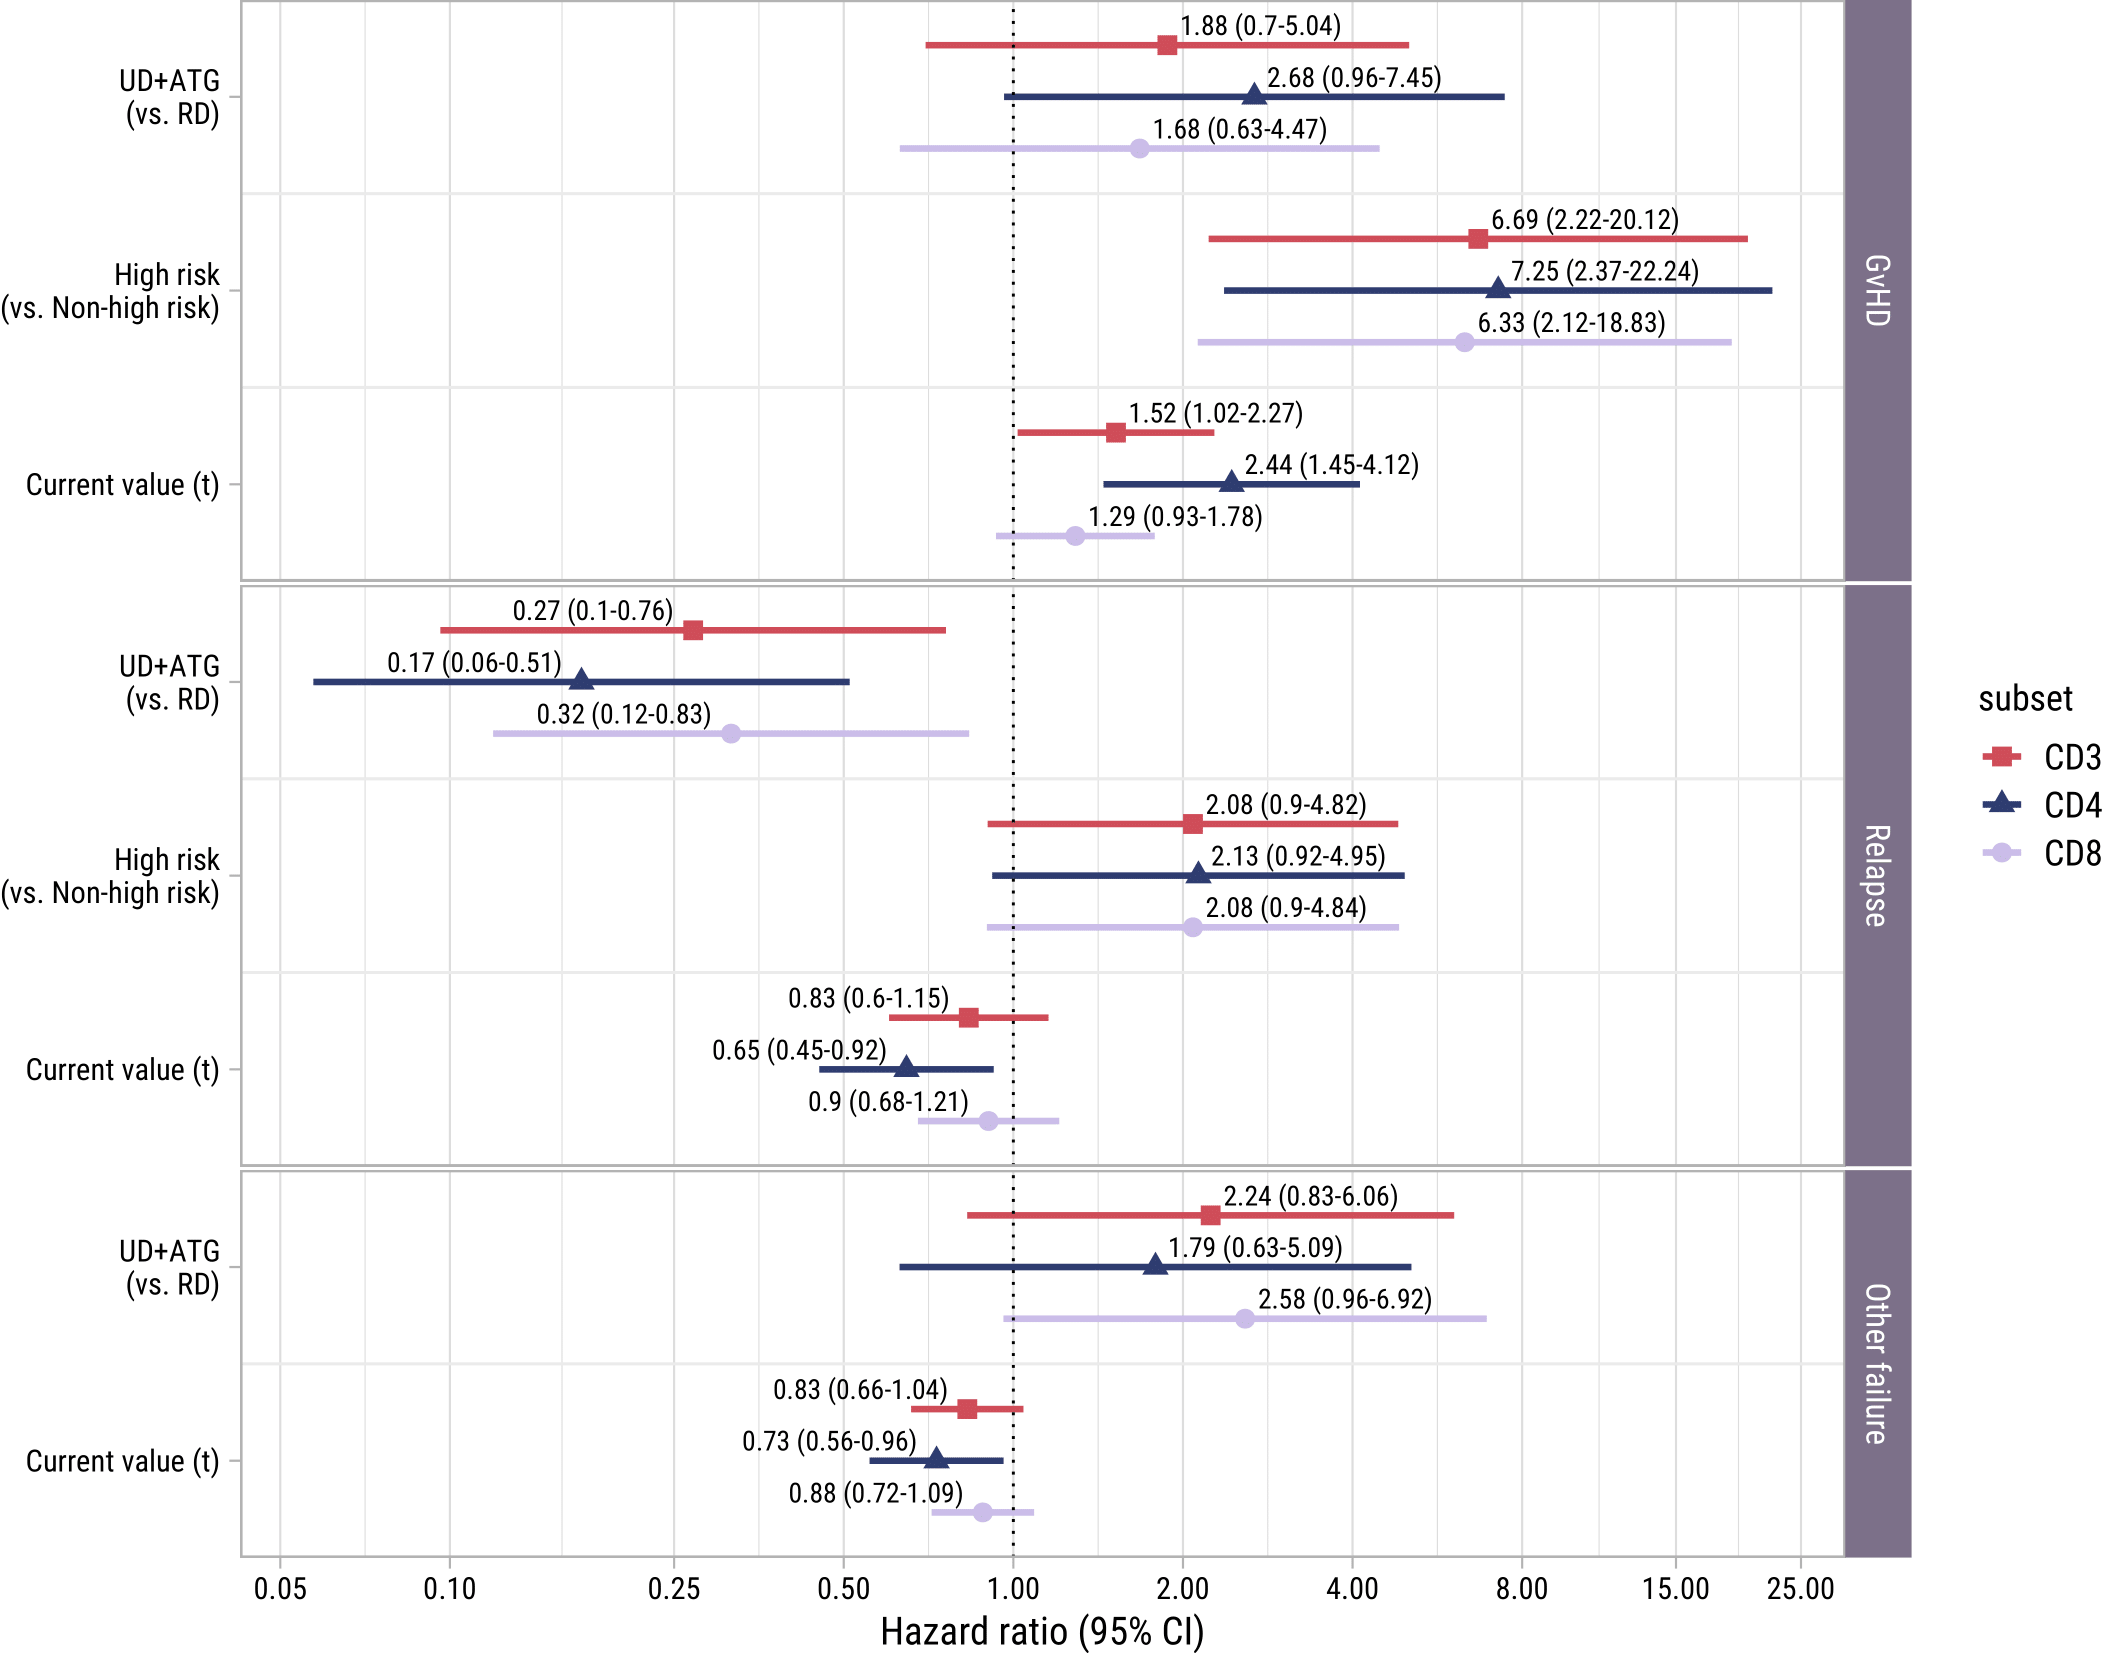 1.88 (0.7-5.04)
UD+ATG
(vs. RD)
2.68 (0.96-7.45)
1.68 (0.63-4.47)
6.69 (2.22-20.12)
High risk
(vs. Non-high risk)
7.25 (2.37-22.24)
6.33 (2.12-18.83)
1.52 (1.02-2.27)
Current value (t)
2.44 (1.45-4.12)
1.29 (0.93-1.78)
GvHD
0.27 (0.1-0.76)
UD+ATG
(vs. RD)
0.17 (0.06-0.51)
0.32 (0.12-0.83)
2.08 (0.9-4.82)
High risk
(vs. Non-high risk)
2.13 (0.92-4.95)
2.08 (0.9-4.84)
0.83 (0.6-1.15)
Current value (t)
0.65 (0.45-0.92)
0.9 (0.68-1.21)
Relapse
2.24 (0.83-6.06)
UD+ATG
(vs. RD)
1.79 (0.63-5.09)
2.58 (0.96-6.92)
0.83 (0.66-1.04)
Current value (t)
0.73 (0.56-0.96)
0.88 (0.72-1.09)
Other failure
0.05 0.10 0.25 0.50 1.00 2.00 4.00 8.00 15.00 25.00
Hazard ratio (95% CI)
subset
CD3
CD4
CD8